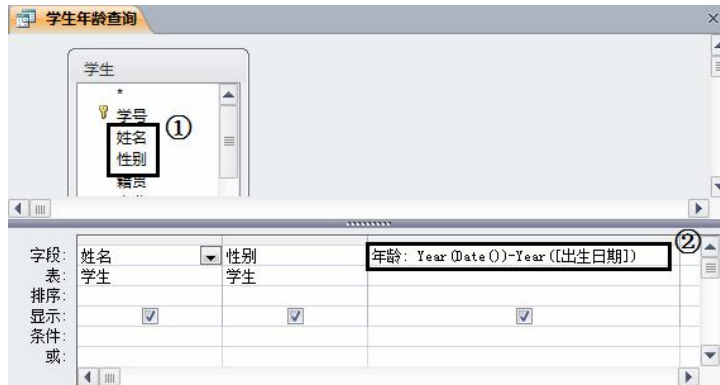 学生年龄查询
学生
*
学号
姓名
①
性别
籍贯
②
字段: 姓名 性别 年龄: Year(Date())-Year([出生日期])
表: 学生 学生
排序:
显示:
条件:
或: